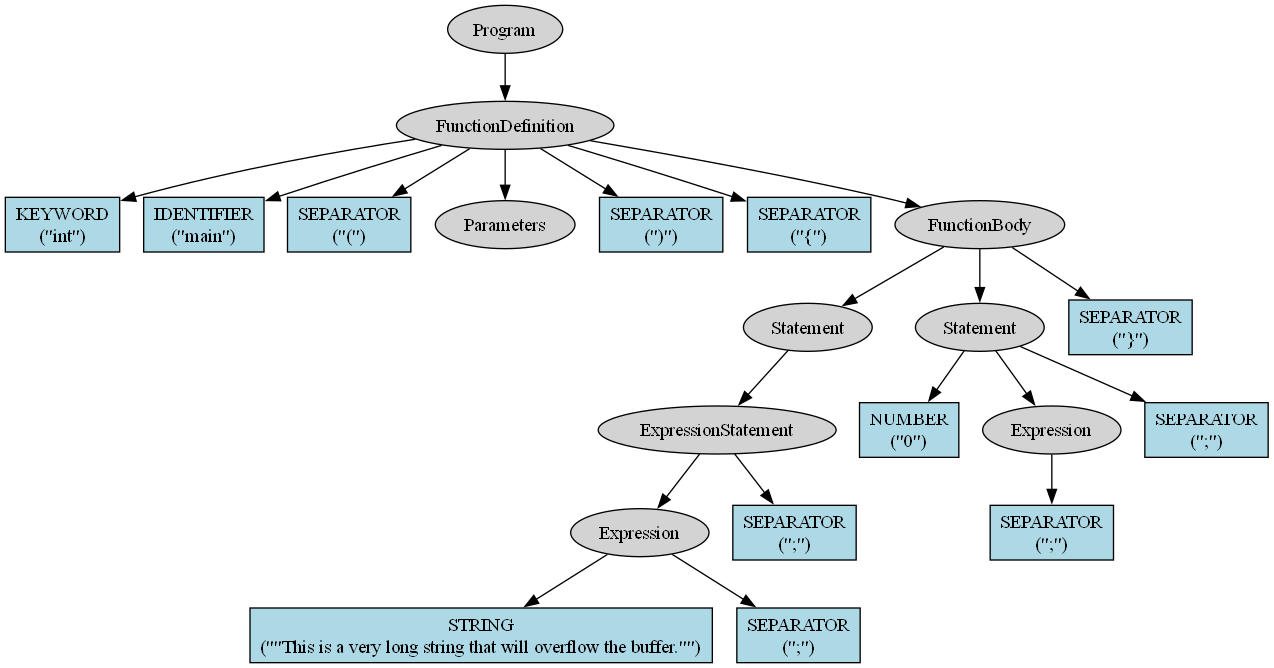 Program
FunctionDefinition
KEYWORD
("int")
IDENTIFIER
("main")
SEPARATOR
("(")
Parameters
SEPARATOR
(")")
SEPARATOR
("{")
FunctionBody
Statement
Statement
SEPARATOR
("}")
ExpressionStatement
NUMBER
("0")
Expression
SEPARATOR
(";")
Expression
SEPARATOR
(";")
SEPARATOR
(";")
STRING
(""This is a very long string that will overflow the buffer."")
SEPARATOR
(";")